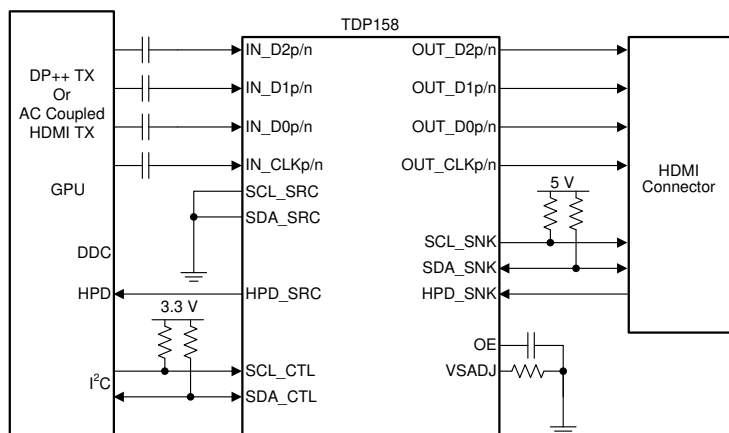 TDP158
DP++ TX
Or
AC Coupled
HDMI TX
GPU
DDC
HPD
I²C
IN_D2p/n
IN_D1p/n
IN_D0p/n
IN_CLKp/n
SCL_SRC
SDA_SRC
HPD_SRC
3.3 V
SCL_CTL
SDA_CTL
OUT_D2p/n
OUT_D1p/n
OUT_D0p/n
OUT_CLKp/n
5 V
SCL_SNK
SDA_SNK
HPD_SNK
OE
VSADJ
HDMI
Connector